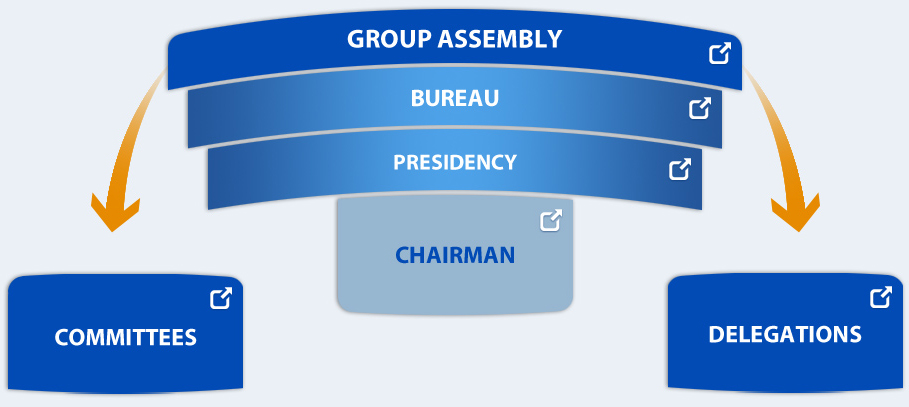 GROUP ASSEMBLY
BUREAU
PRESIDENCY
CHAIRMAN
COMMITTEES
DELEGATIONS